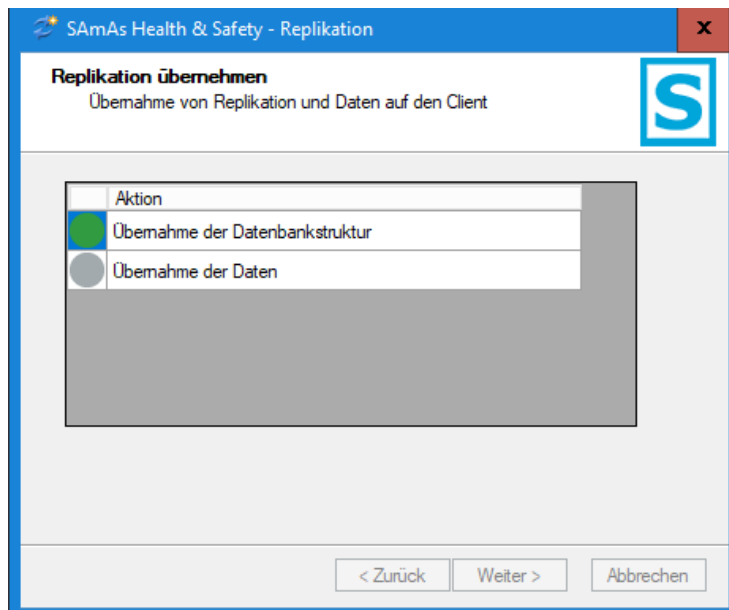 SAmAs Health & Safety - Replikation
x
Replikation übernehmen
Übernahme von Replikation und Daten auf den Client
S
Aktion
Übernahme der Datenbankstruktur
Übernahme der Daten
< Zurück Weiter > Abbrechen